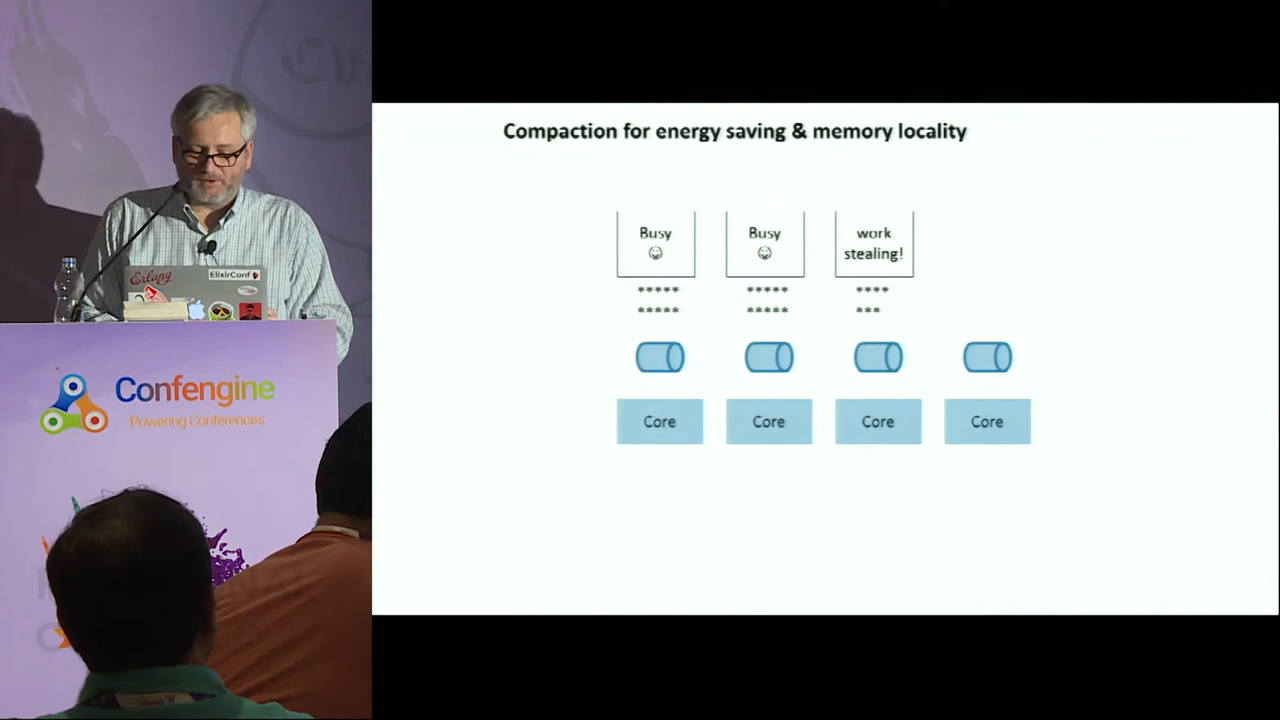 Compaction for energy saving & memory locality
Busy
☺
Busy
☺
work
stealing!
*****
*****
*****
*****
****
***
Core
Core
Core
Core
Erlang
ElixirConf
Confengine
Powering Conferences